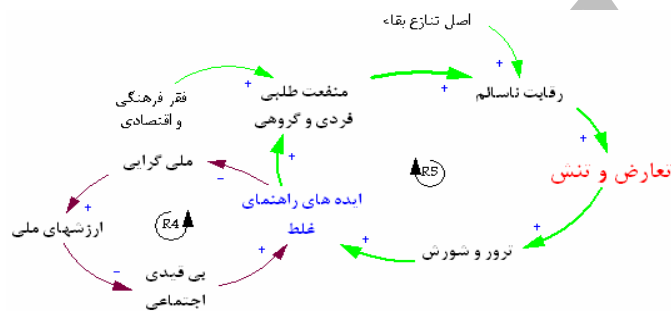 اصل تنازع بقاء>
+
+
رقابت ناسالم
منفعت طلبی
فردی و گروهی
+
فقر فرهنگی
و اقتصادی
+
تعارض و تنش
R5
ملی گرایی
+
−
ایده های راهنمای
غلط
+
ارزشهای ملی
R4
+
ترور و شورش
+
+
−
بی قیدی
اجتماعی
+